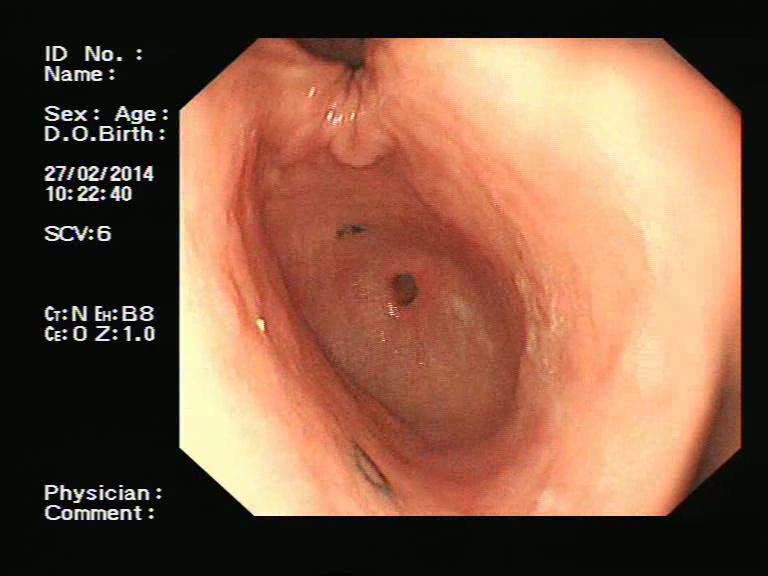 ID No.:
Name:
Sex: Age:
D.O.Birth:
27/02/2014
10:22:40
SCV:6
CT:N EH:B8
CE:0 Z:1.0
Physician:
Comment: